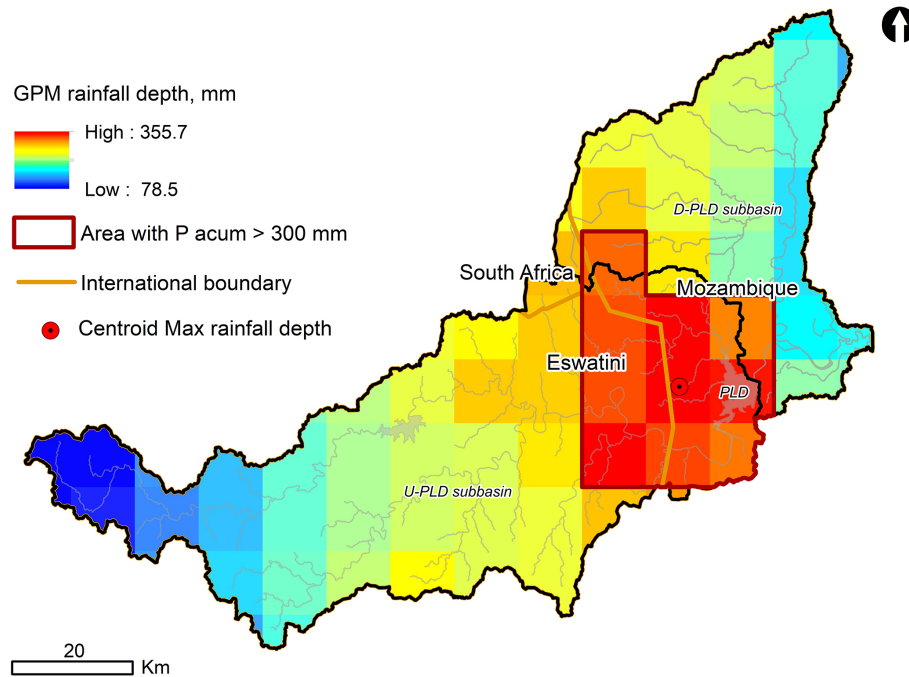 GPM rainfall depth, mm
High : 355.7
Low : 78.5
Area with P acum > 300 mm
International boundary
Centroid Max rainfall depth
D-PLD subbasin
South Africa
Mozambique
Eswatini
PLD
U-PLD subbasin
20
Km